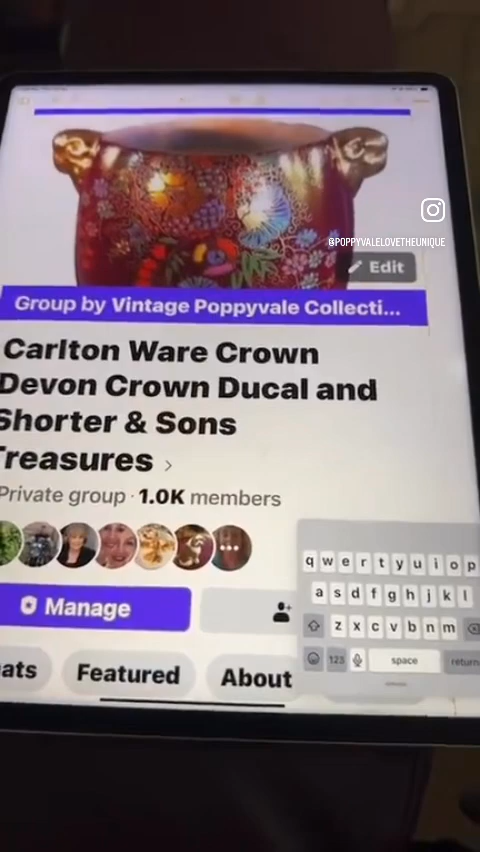 @POPPYVALELOVETHEUNIQUE
Edit
Group by Vintage Poppyvale Collecti...
Carlton Ware Crown
Devon Crown Ducal and
Shorter & Sons
Treasures >
Private group · 1.0K members
Manage
ats
Featured
About
q w e r t y u i o p
a s d f g h j k l
z x c v b n m
123
space
return